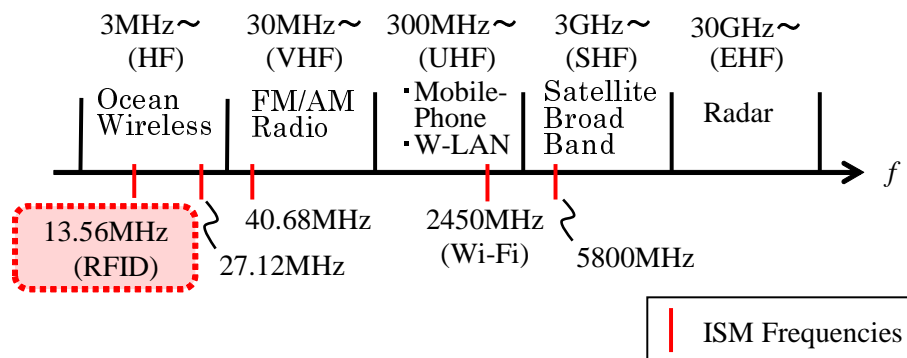 3MHz～ 30MHz～ 300MHz～ 3GHz～ 30GHz～
(HF) (VHF) (UHF) (SHF) (EHF)
Ocean
Wireless
FM/AM
Radio
・Mobile-
Phone
・W-LAN
Satellite
Broad
Band
Radar
f
13.56MHz
(RFID)
27.12MHz
40.68MHz
2450MHz
(Wi-Fi)
5800MHz
ISM Frequencies